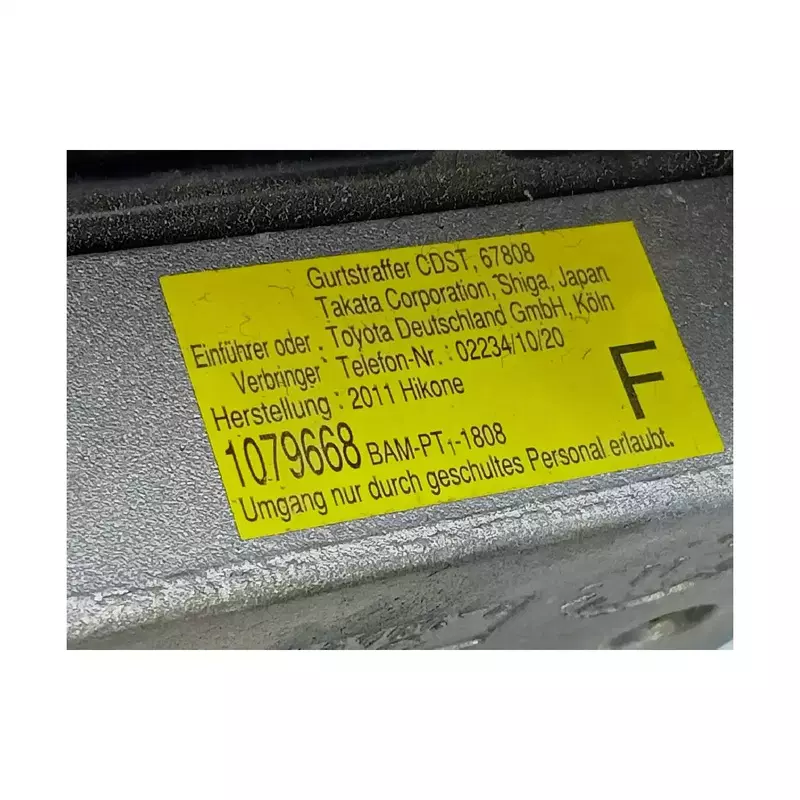 Gurtstraffer CDST, 67808
Takata Corporation, Shiga, Japan
Einführer oder : Toyota Deutschland GmbH, Köln
Verbringer Telefon-Nr. : 02234/10/20
Herstellung : 2011 Hikone
F
1079668 BAM-PT1-1808
Umgang nur durch geschultes Personal erlaubt.